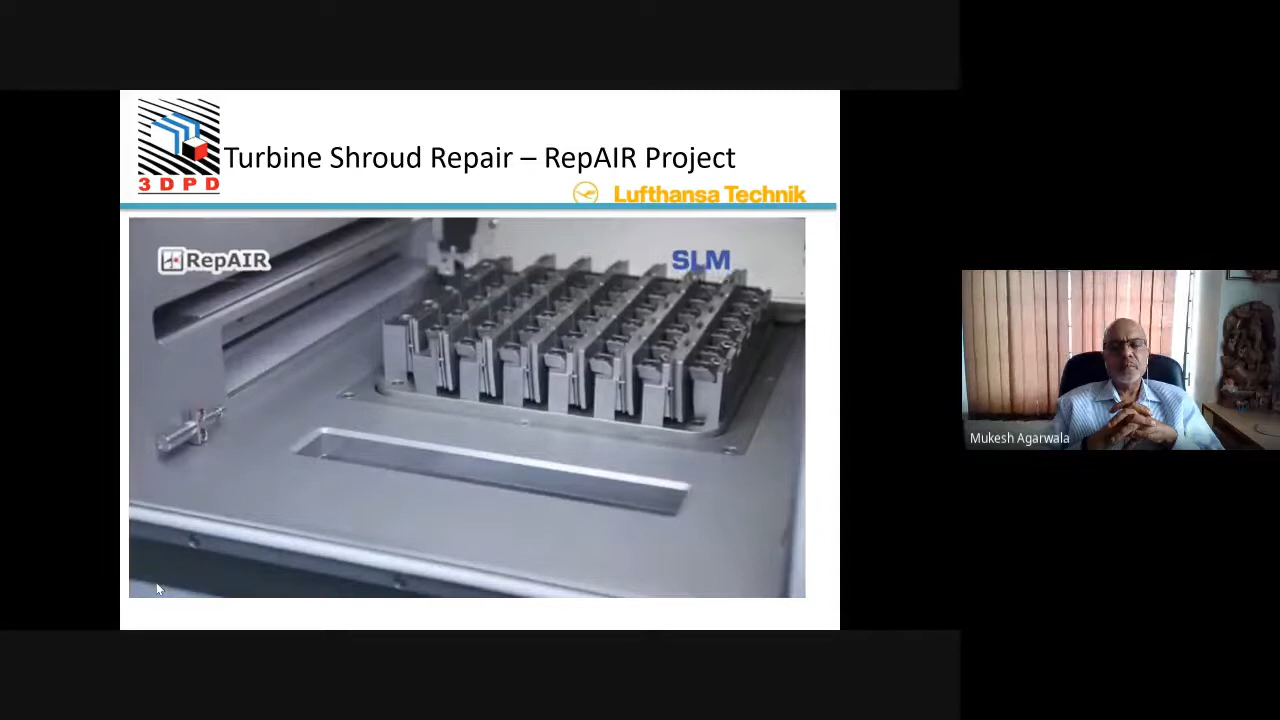 Turbine Shroud Repair – RepAIR Project
3DPD
Lufthansa Technik
RepAIR
SLM
Mukesh Agarwala